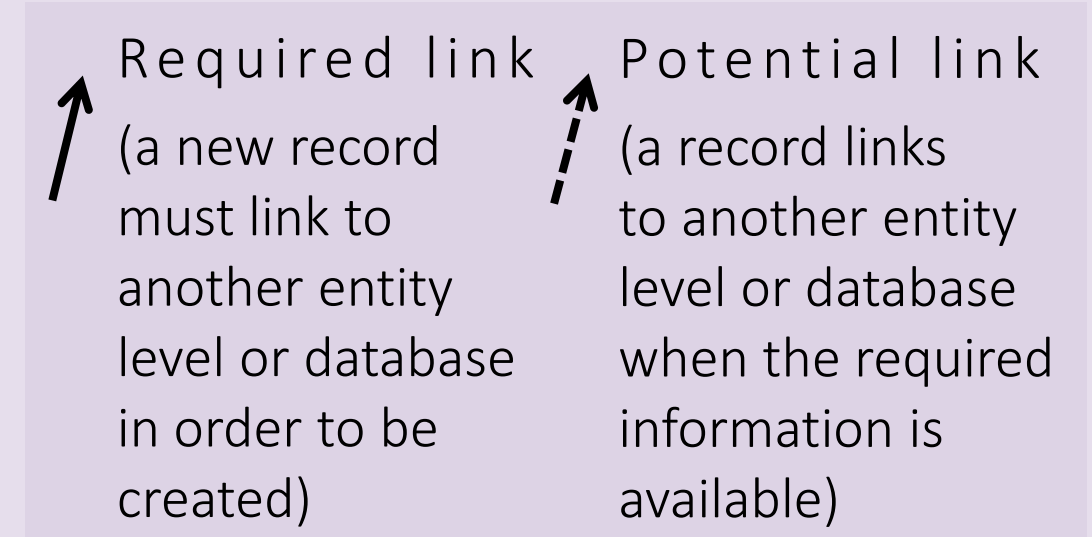 Required link
(a new record
must link to
another entity
level or database
in order to be
created)
Potential link
(a record links
to another entity
level or database
when the required
information is
available)